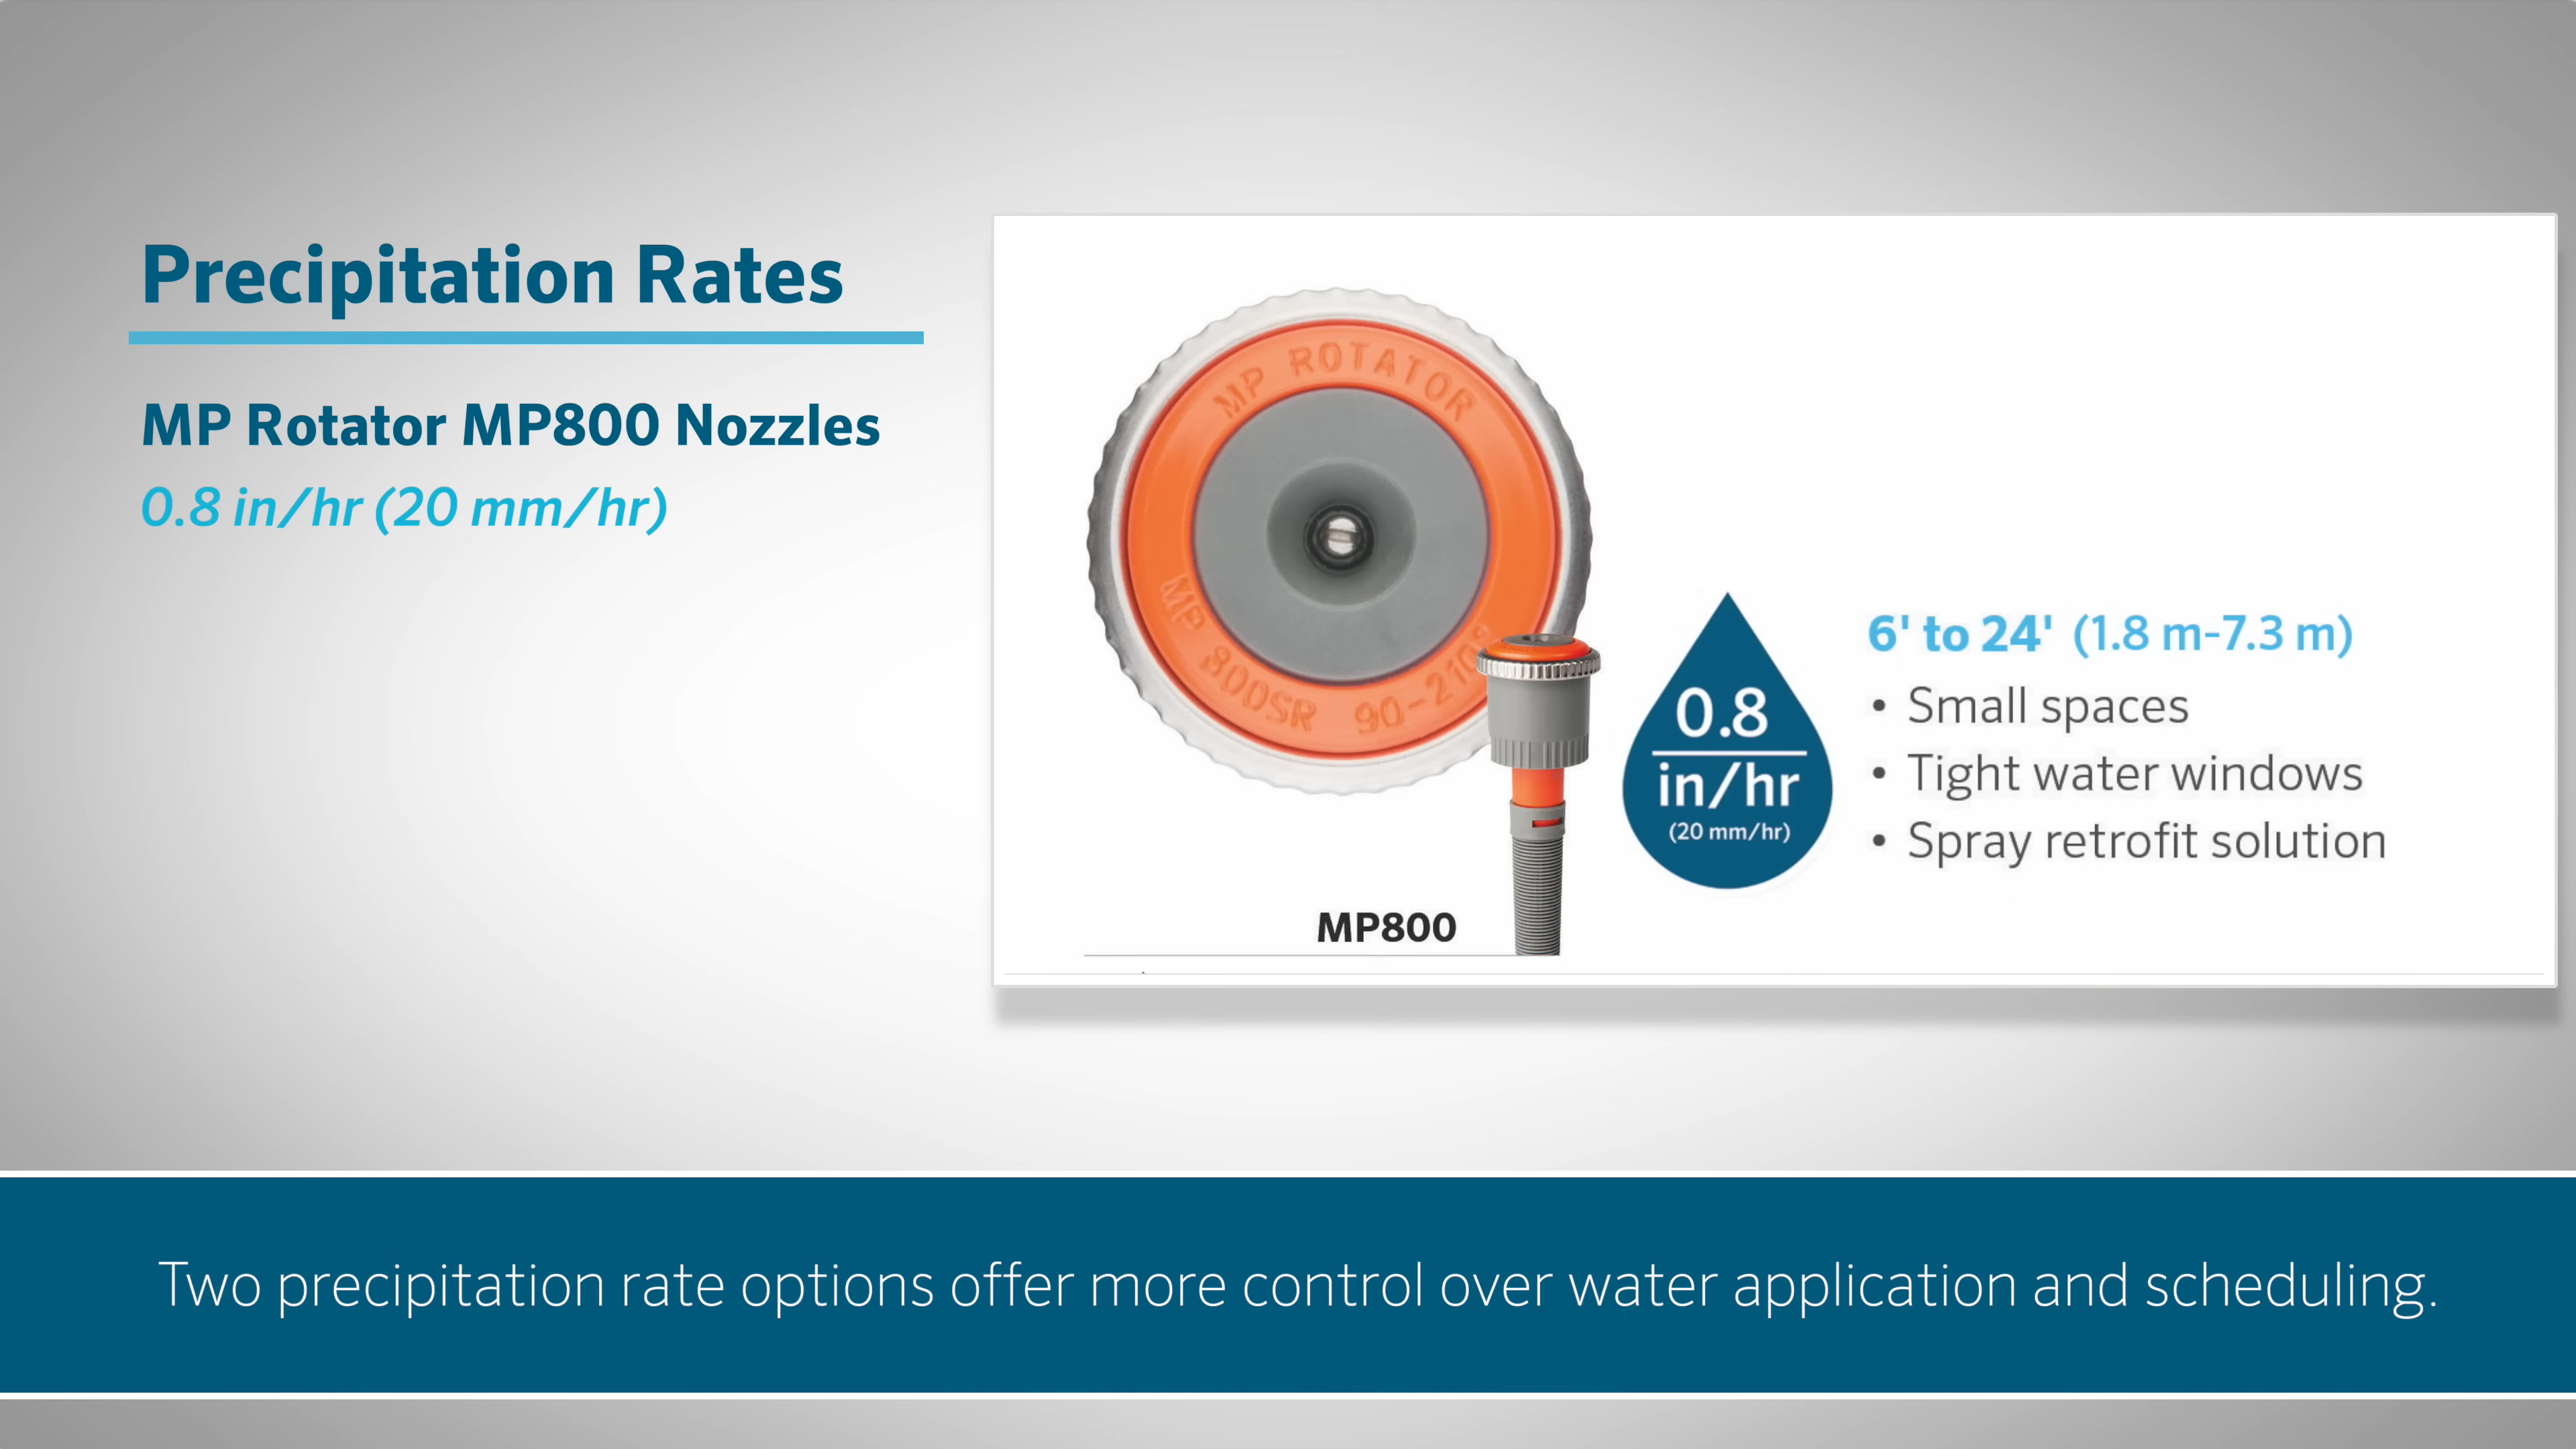 Precipitation Rates
MP Rotator MP800 Nozzles
0.8 in/hr (20 mm/hr)
MP ROTATOR
MP 800SR 90-210°
MP800
0.8
in/hr
(20 mm/hr)
6' to 24' (1.8 m-7.3 m)
• Small spaces
• Tight water windows
• Spray retrofit solution
Two precipitation rate options offer more control over water application and scheduling.